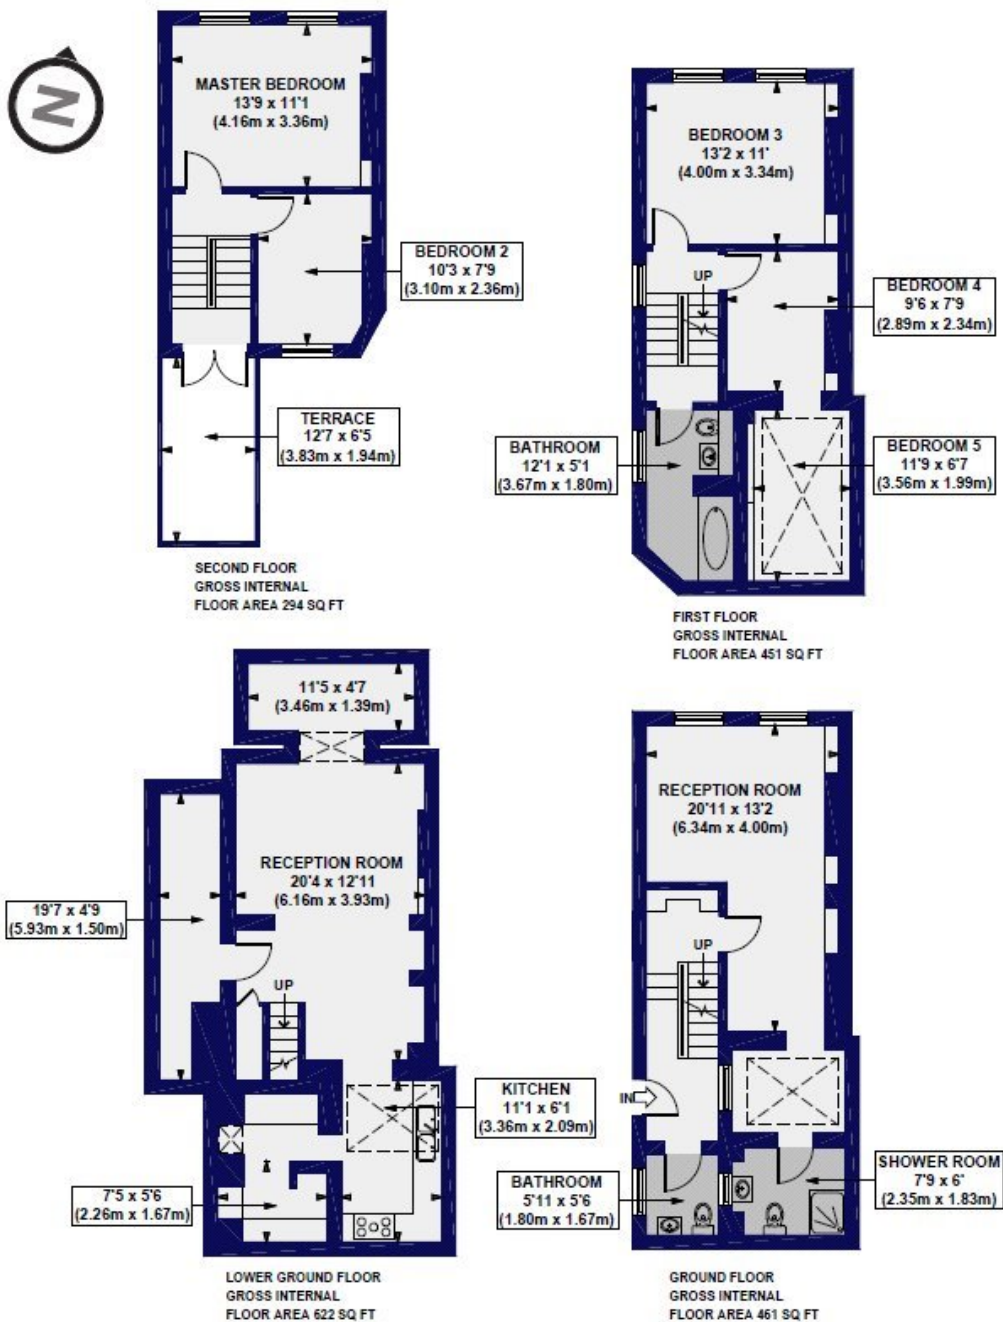 N
MASTER BEDROOM
13'9 x 11'1
(4.16m x 3.36m)
BEDROOM 2
10'3 x 7'9
(3.10m x 2.36m)
TERRACE
12'7 x 6'5
(3.83m x 1.94m)
SECOND FLOOR
GROSS INTERNAL
FLOOR AREA 294 SQ FT
BEDROOM 3
13'2 x 11'
(4.00m x 3.34m)
UP
BEDROOM 4
9'6 x 7'9
(2.89m x 2.34m)
BATHROOM
12'1 x 5'1
(3.67m x 1.80m)
BEDROOM 5
11'9 x 6'7
(3.56m x 1.99m)
FIRST FLOOR
GROSS INTERNAL
FLOOR AREA 451 SQ FT
11'5 x 4'7
(3.46m x 1.39m)
RECEPTION ROOM
20'4 x 12'11
(6.16m x 3.93m)
19'7 x 4'9
(5.93m x 1.50m)
UP
KITCHEN
11'1 x 6'1
(3.36m x 2.09m)
7'5 x 5'6
(2.26m x 1.67m)
LOWER GROUND FLOOR
GROSS INTERNAL
FLOOR AREA 622 SQ FT
RECEPTION ROOM
20'11 x 13'2
(6.34m x 4.00m)
UP
IN
BATHROOM
5'11 x 5'6
(1.80m x 1.67m)
SHOWER ROOM
7'9 x 6'
(2.35m x 1.83m)
GROUND FLOOR
GROSS INTERNAL
FLOOR AREA 461 SQ FT